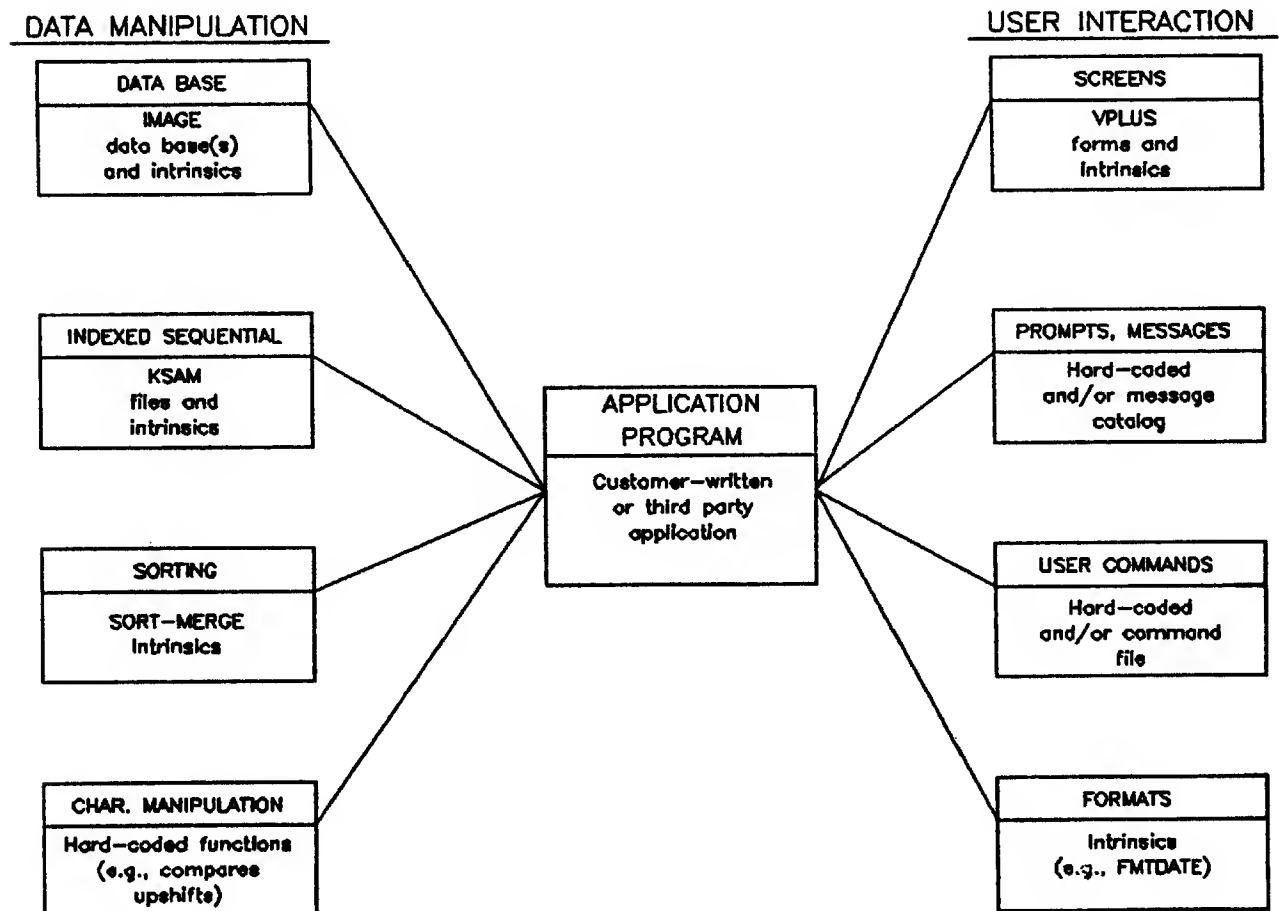 DATA MANIPULATION
DATA BASE
IMAGE
data base(s)
and intrinsics
INDEXED SEQUENTIAL
KSAM
files and
intrinsics
SORTING
SORT-MERGE
Intrinsics
CHAR. MANIPULATION
Hard-coded functions
(e.g., compares
upshifts)
APPLICATION
PROGRAM
Customer-written
or third party
application
USER INTERACTION
SCREENS
VPLUS
forms and
intrinsics
PROMPTS, MESSAGES
Hard-coded
and/or message
catalog
USER COMMANDS
Hard-coded
and/or command
file
FORMATS
Intrinsics
(e.g., FMTDATE)